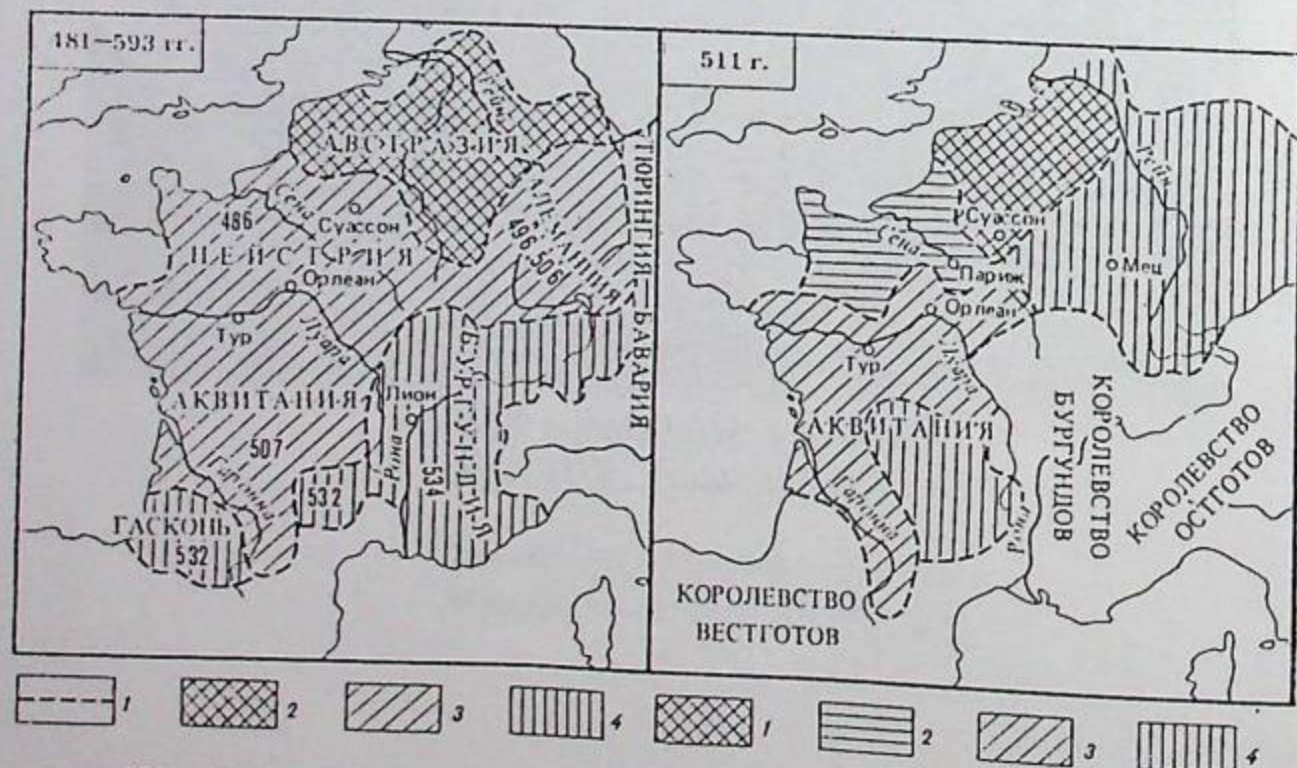 481–593 гг.
АВСТРАЗИЯ
Рейн
486
Сена
Суассон
НЕЙСТРИЯ
Орлеан
АЛЕМАНИЯ
496,506
ТЮРИНГИЯ—БАВАРИЯ
Тур
Луара
АКВИТАНИЯ
507
Лион
Рона
БУРГУНДИЯ
534
Гаронна
532
ГАСКОНЬ
532
1 2 3 4
511 г.
Рейн
Суассон
Сена
Париж
Мец
Орлеан
Тур
Луара
АКВИТАНИЯ
Гаронна
Рона
КОРОЛЕВСТВО
БУРГУНДОВ
КОРОЛЕВСТВО
ОСТГОТОВ
КОРОЛЕВСТВО
ВЕСТГОТОВ
1 2 3 4